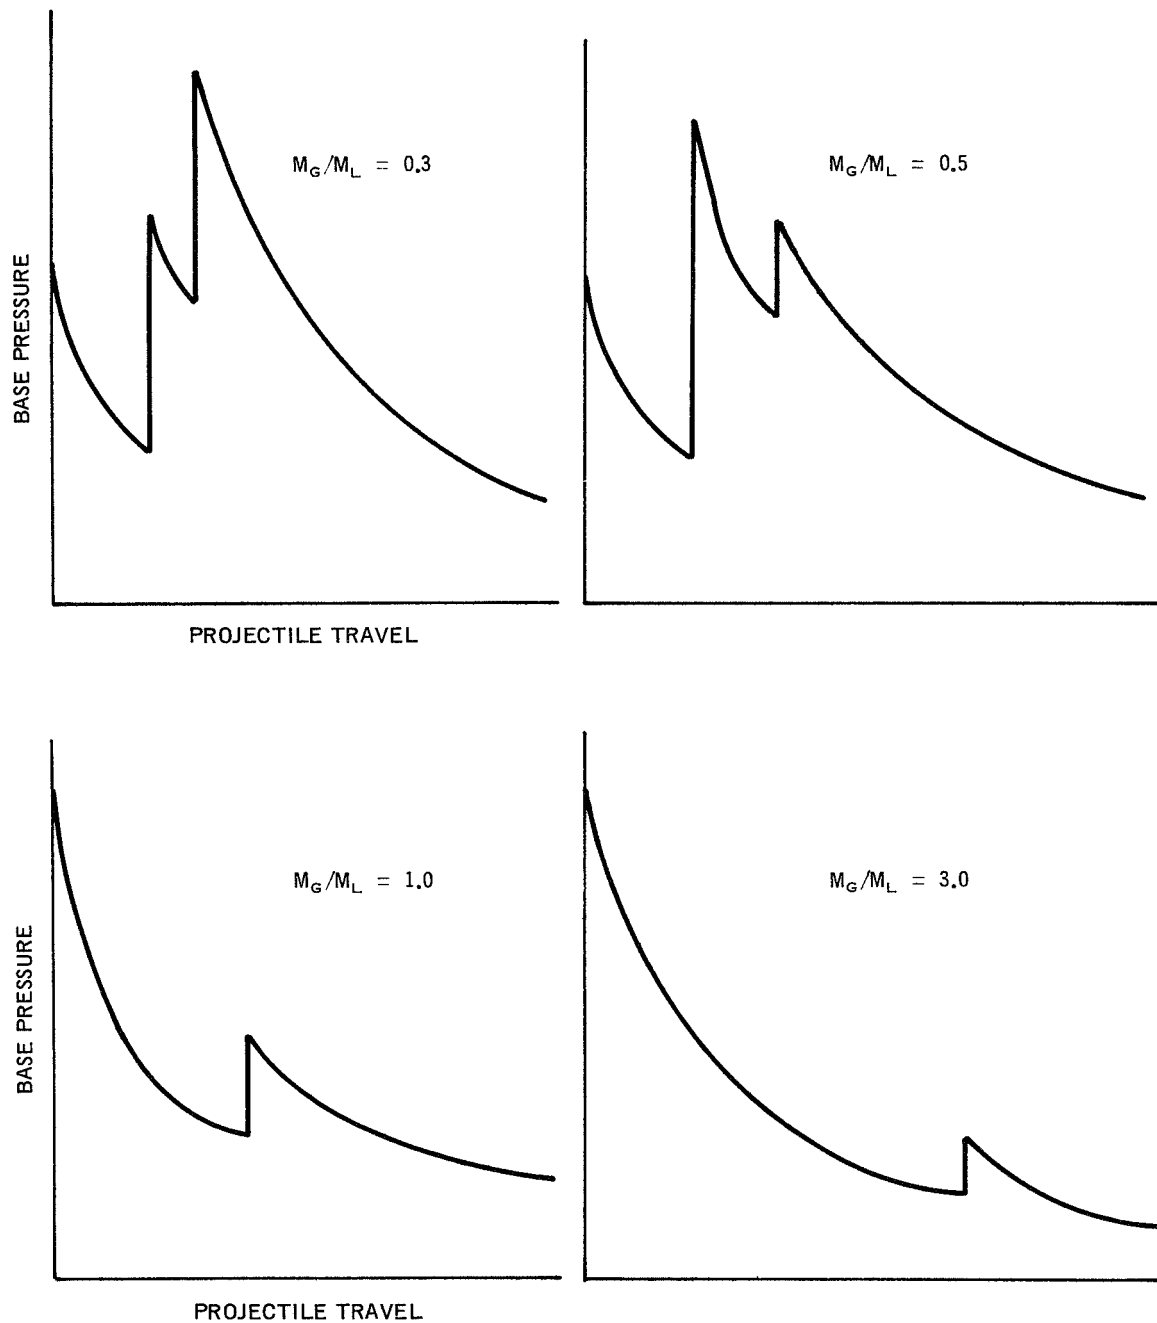 M_G/M_L = 0.3
M_G/M_L = 0.5
BASE PRESSURE
PROJECTILE TRAVEL
M_G/M_L = 1.0
M_G/M_L = 3.0
BASE PRESSURE
PROJECTILE TRAVEL